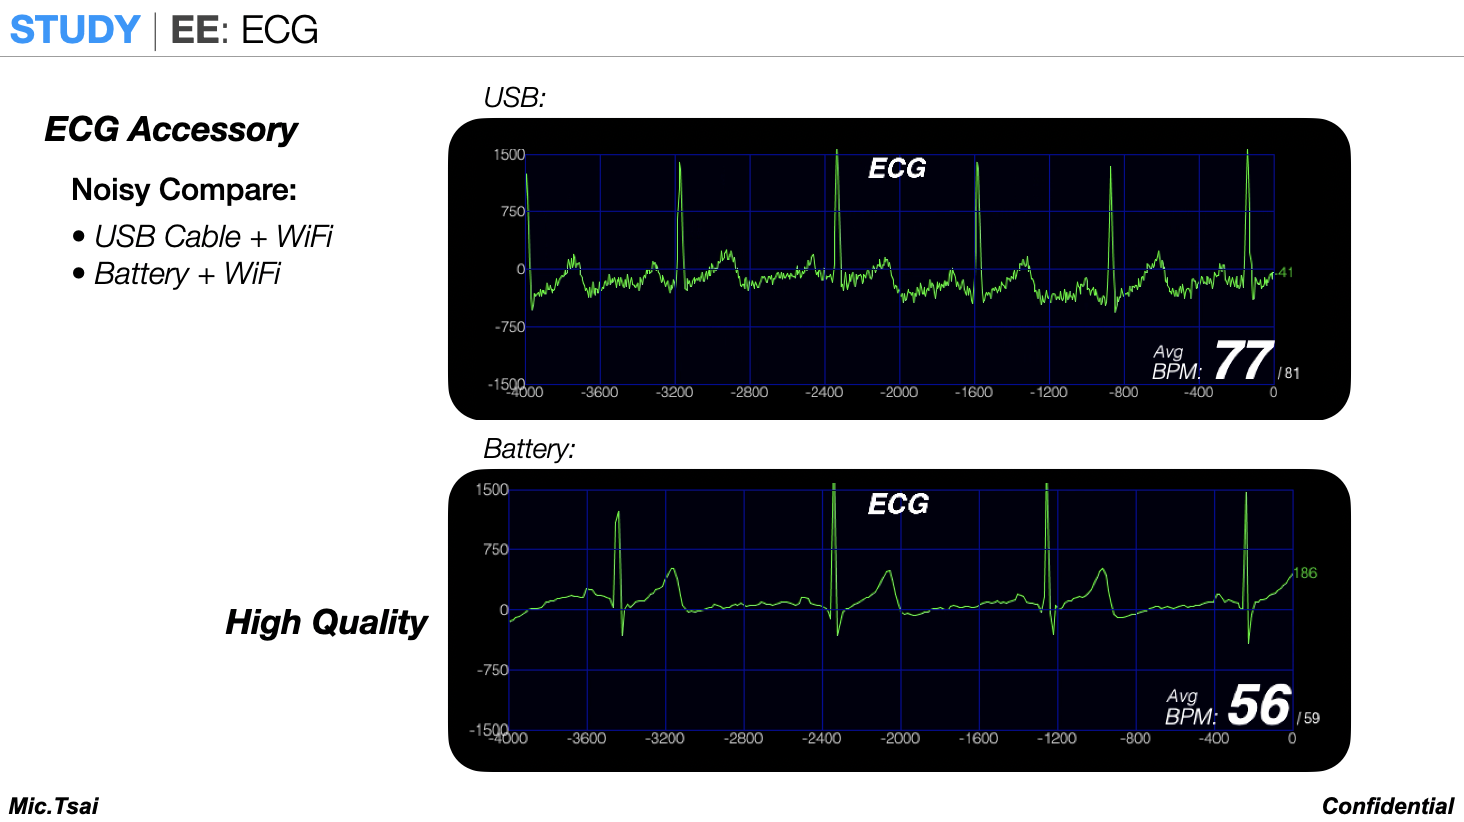 STUDY | EE: ECG
ECG Accessory
Noisy Compare:
• USB Cable + WiFi
• Battery + WiFi
USB:
ECG
1500
750
0
-750
-1500
-41
Avg
BPM: 77 / 81
-4000 -3600 -3200 -2800 -2400 -2000 -1600 -1200 -800 -400 0
Battery:
ECG
1500
750
0
-750
-1500
186
Avg
BPM: 56 / 59
-4000 -3600 -3200 -2800 -2400 -2000 -1600 -1200 -800 -400 0
High Quality
Mic.Tsai
Confidential